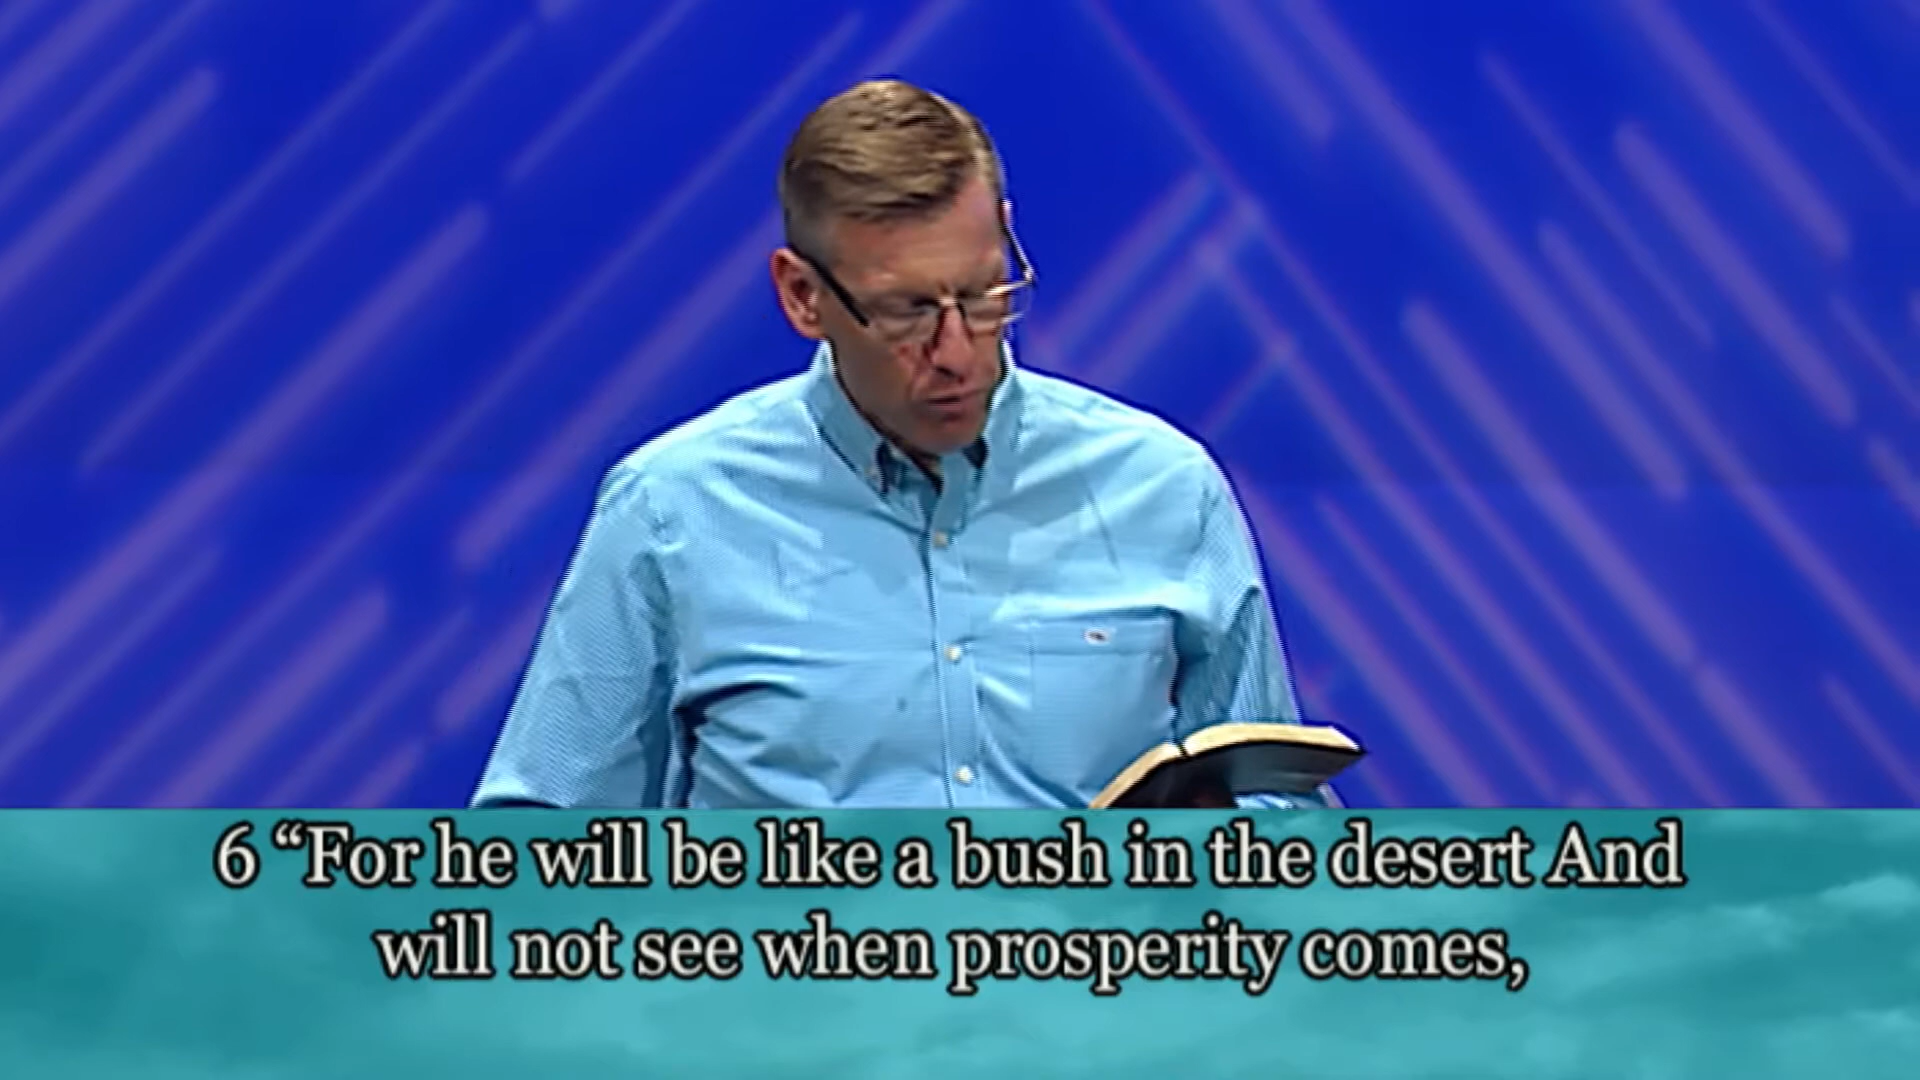 6 “For he will be like a bush in the desert And
will not see when prosperity comes,